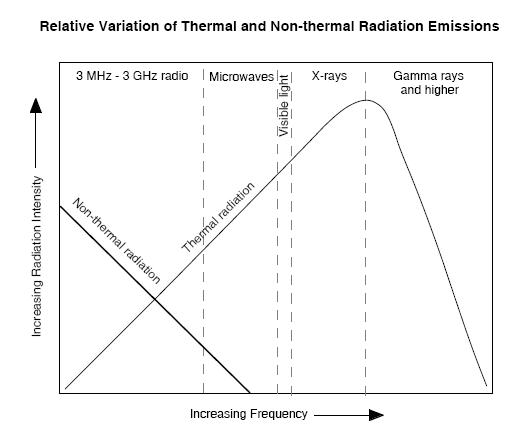 Relative Variation of Thermal and Non-thermal Radiation Emissions
3 MHz - 3 GHz radio
Microwaves
Visible light
X-rays
Gamma rays
and higher
Non-thermal radiation
Thermal radiation
Increasing Radiation Intensity
Increasing Frequency